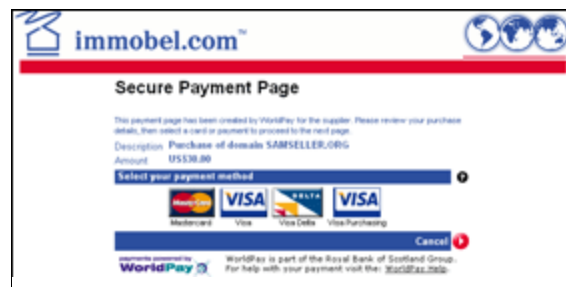 immobel.com™
Secure Payment Page
This payment page has been created by WorldPay for the supplier. Please review your purchase
details, then select a card or payment to proceed to the next page.
Description Purchase of domain SAMSELLER.ORG
Amount US$30.00
Select your payment method ?
MasterCard VISA DELTA VISA
Mastercard Visa Visa Delta Visa Purchasing
Cancel
payments powered by WorldPay
WorldPay is part of the Royal Bank of Scotland Group.
For help with your payment visit the: WorldPay Help.